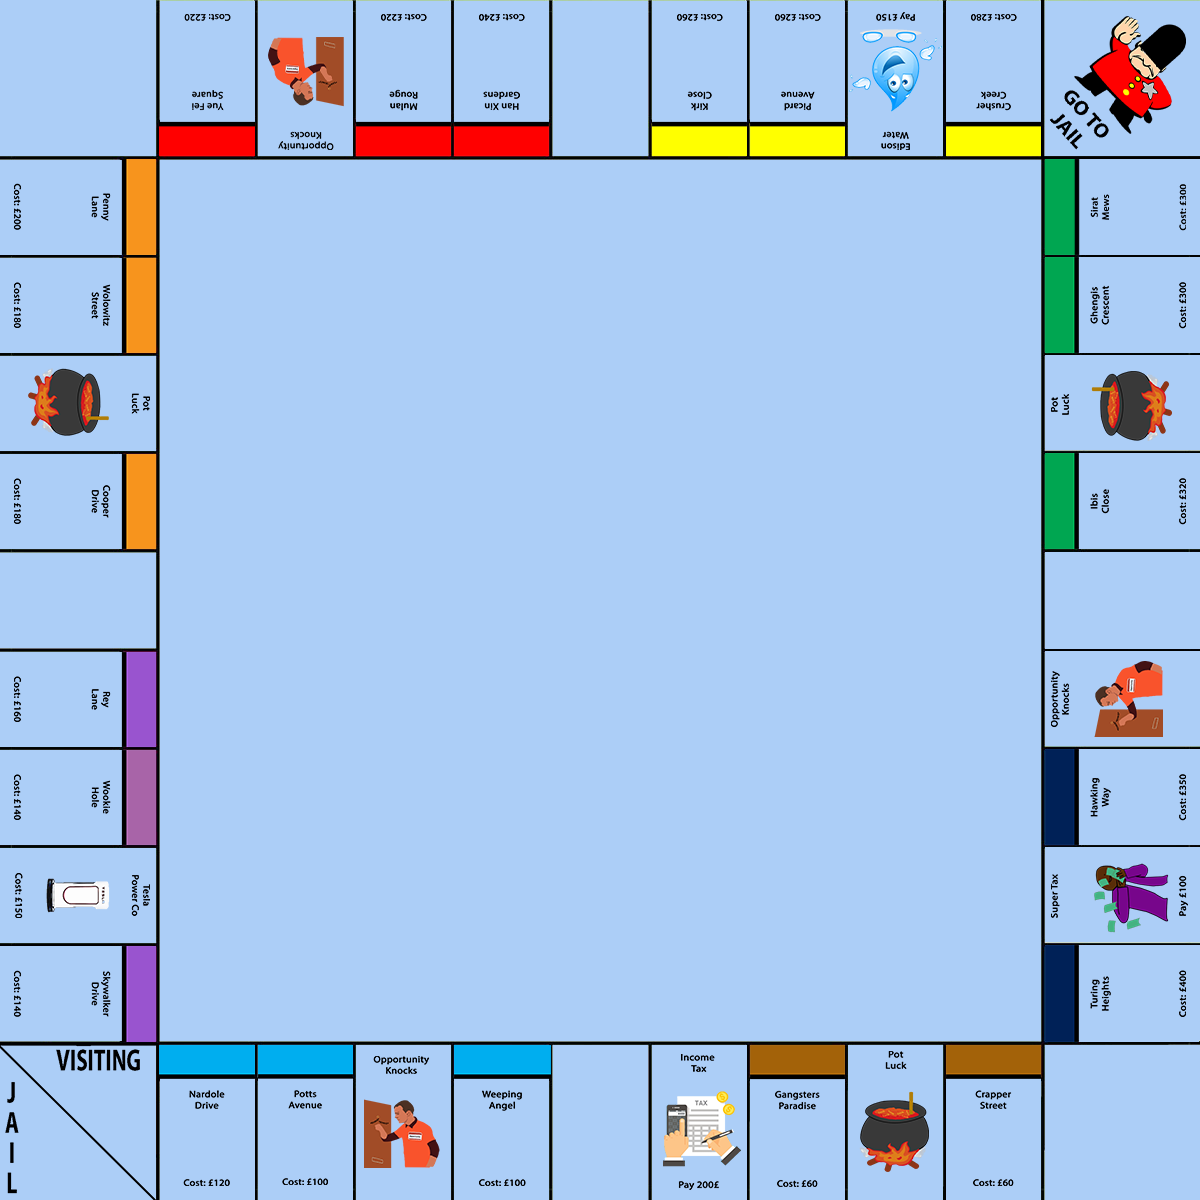 Cost: £220
Yue Fei
Square
Opportunity
Knocks
Cost: £220
Mulan
Rouge
Cost: £240
Han Xin
Gardens
Cost: £260
Kirk
Close
Cost: £260
Picard
Avenue
Pay £150
Edison
Water
Cost: £280
Crusher
Creek
GO TO
JAIL
Penny
Lane
Cost: £200
Wolowitz
Street
Cost: £180
Pot
Luck
Cooper
Drive
Cost: £180
Rey
Lane
Cost: £160
Wookie
Hole
Cost: £140
Tesla
Power Co
Cost: £150
Skywalker
Drive
Cost: £140
Sirat
Mews
Cost: £300
Ghengis
Crescent
Cost: £300
Pot
Luck
Ibis
Close
Cost: £320
Opportunity
Knocks
Hawking
Way
Cost: £350
Super Tax
Pay £100
Turing
Heights
Cost: £400
VISITING
JAIL
Nardole
Drive
Cost: £120
Potts
Avenue
Cost: £100
Opportunity
Knocks
Weeping
Angel
Cost: £100
Income
Tax
TAX
Pay 200£
Gangsters
Paradise
Cost: £60
Pot
Luck
Crapper
Street
Cost: £60